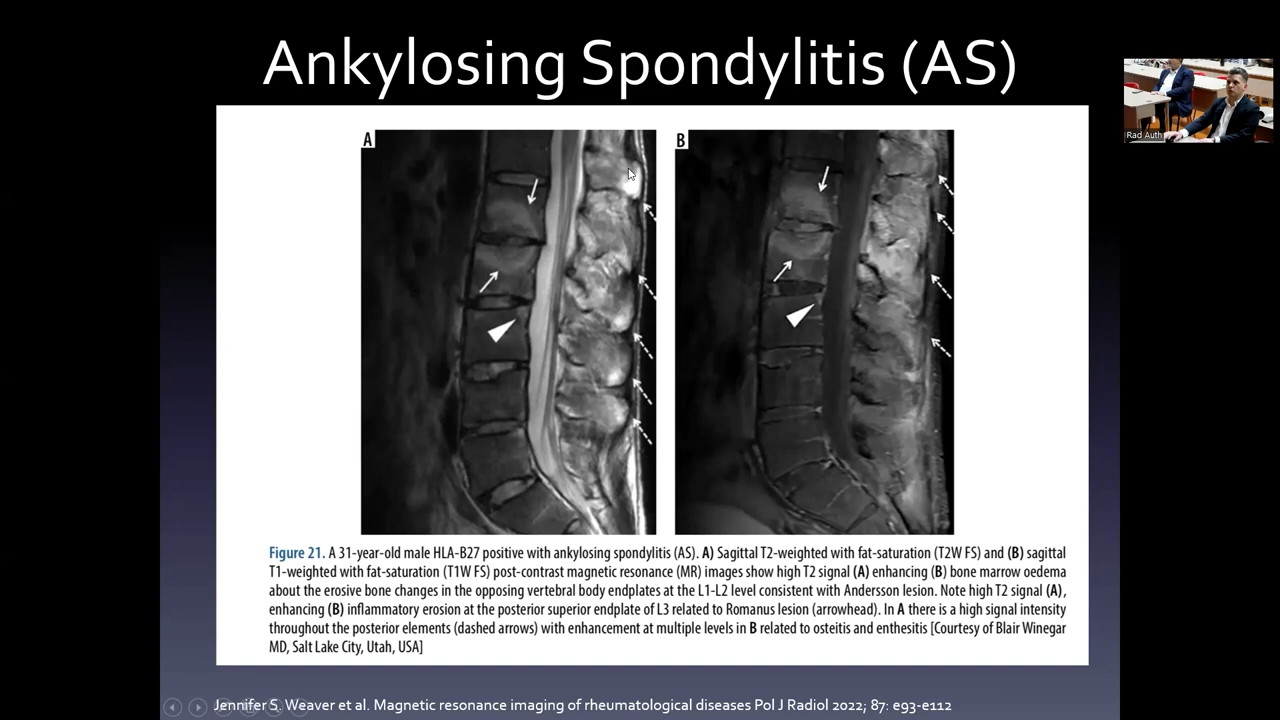 Ankylosing Spondylitis (AS)
Rad Auth
A
B
Figure 21. A 31-year-old male HLA-B27 positive with ankylosing spondylitis (AS). A) Sagittal T2-weighted with fat-saturation (T2W FS) and (B) sagittal
T1-weighted with fat-saturation (T1W FS) post-contrast magnetic resonance (MR) images show high T2 signal (A) enhancing (B) bone marrow oedema
about the erosive bone changes in the opposing vertebral body endplates at the L1-L2 level consistent with Andersson lesion. Note high T2 signal (A),
enhancing (B) inflammatory erosion at the posterior superior endplate of L3 related to Romanus lesion (arrowhead). In A there is a high signal intensity
throughout the posterior elements (dashed arrows) with enhancement at multiple levels in B related to osteitis and enthesitis [Courtesy of Blair Winegar
MD, Salt Lake City, Utah, USA]
Jennifer S. Weaver et al. Magnetic resonance imaging of rheumatological diseases Pol J Radiol 2022; 87: e93-e112